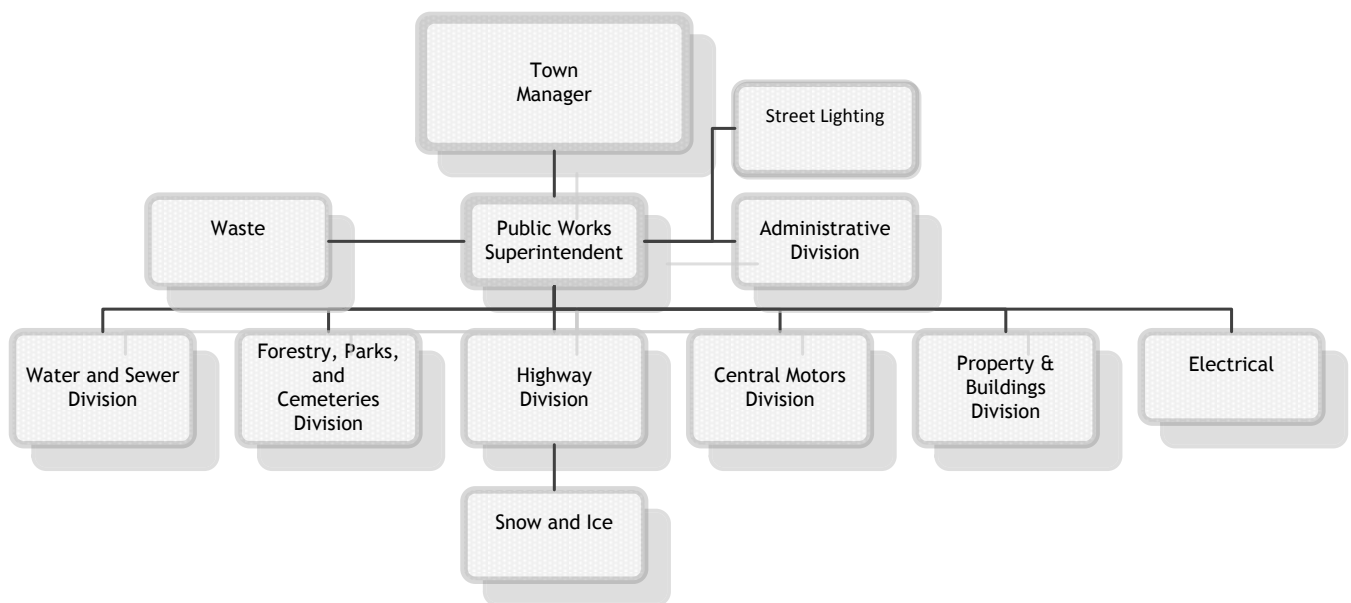 Town
Manager
Street Lighting
Waste
Public Works
Superintendent
Administrative
Division
Water and Sewer
Division
Forestry, Parks,
and
Cemeteries
Division
Highway
Division
Central Motors
Division
Property &
Buildings
Division
Electrical
Snow and Ice